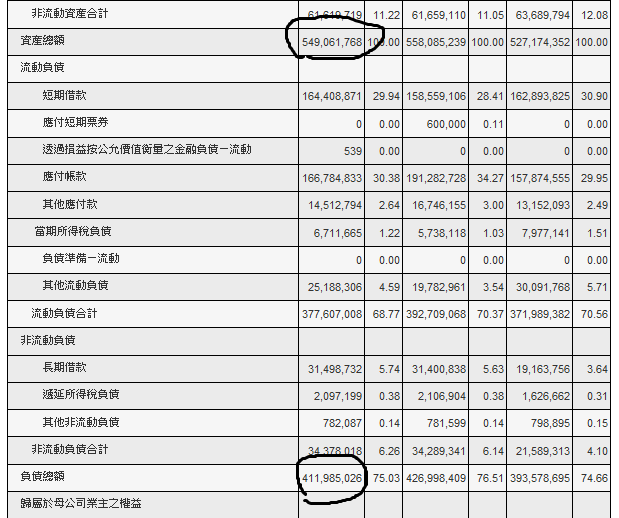 非流動資產合計 61,619,719 11.22 61,659,110 11.05 63,689,794 12.08
資產總額 549,061,768 100.00 558,085,239 100.00 527,174,352 100.00
流動負債
短期借款 164,408,871 29.94 158,559,106 28.41 162,893,825 30.90
應付短期票券 0 0.00 600,000 0.11 0 0.00
透過損益按公允價值衡量之金融負債－流動 539 0.00 0 0.00 0 0.00
應付帳款 166,784,833 30.38 191,282,728 34.27 157,874,555 29.95
其他應付款 14,512,794 2.64 16,746,155 3.00 13,152,093 2.49
當期所得稅負債 6,711,665 1.22 5,738,118 1.03 7,977,141 1.51
負債準備－流動 0 0.00 0 0.00 0 0.00
其他流動負債 25,188,306 4.59 19,782,961 3.54 30,091,768 5.71
流動負債合計 377,607,008 68.77 392,709,068 70.37 371,989,382 70.56
非流動負債
長期借款 31,498,732 5.74 31,400,838 5.63 19,163,756 3.64
遞延所得稅負債 2,097,199 0.38 2,106,904 0.38 1,626,662 0.31
其他非流動負債 782,087 0.14 781,599 0.14 798,895 0.15
非流動負債合計 34,378,018 6.26 34,289,341 6.14 21,589,313 4.10
負債總額 411,985,026 75.03 426,998,409 76.51 393,578,695 74.66
歸屬於母公司業主之權益